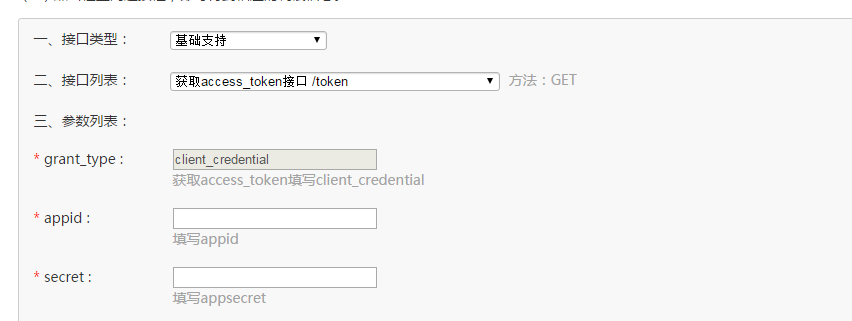 一、接口类型：
基础支持
二、接口列表：
获取access_token接口 /token
方法：GET
三、参数列表：
* grant_type :
client_credential
获取access_token填写client_credential
* appid :
填写appid
* secret :
填写appsecret